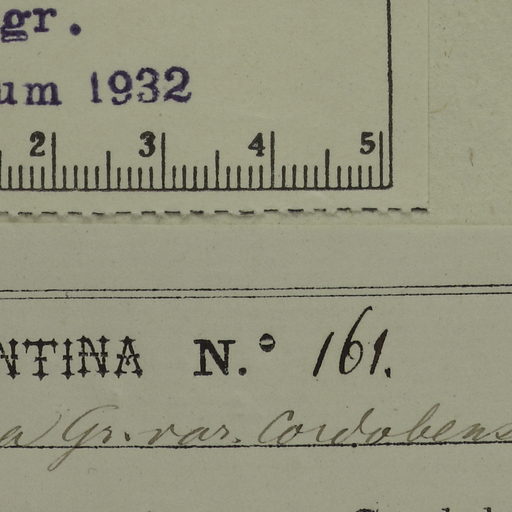 gr.
um 1932
2 3 4 5
NTINA N.º 161.
a Gr. var. Cordobens